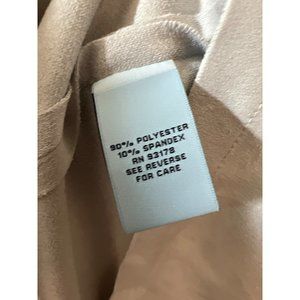 90% POLYESTER
10% SPANDEX
RN 93178
SEE REVERSE
FOR CARE